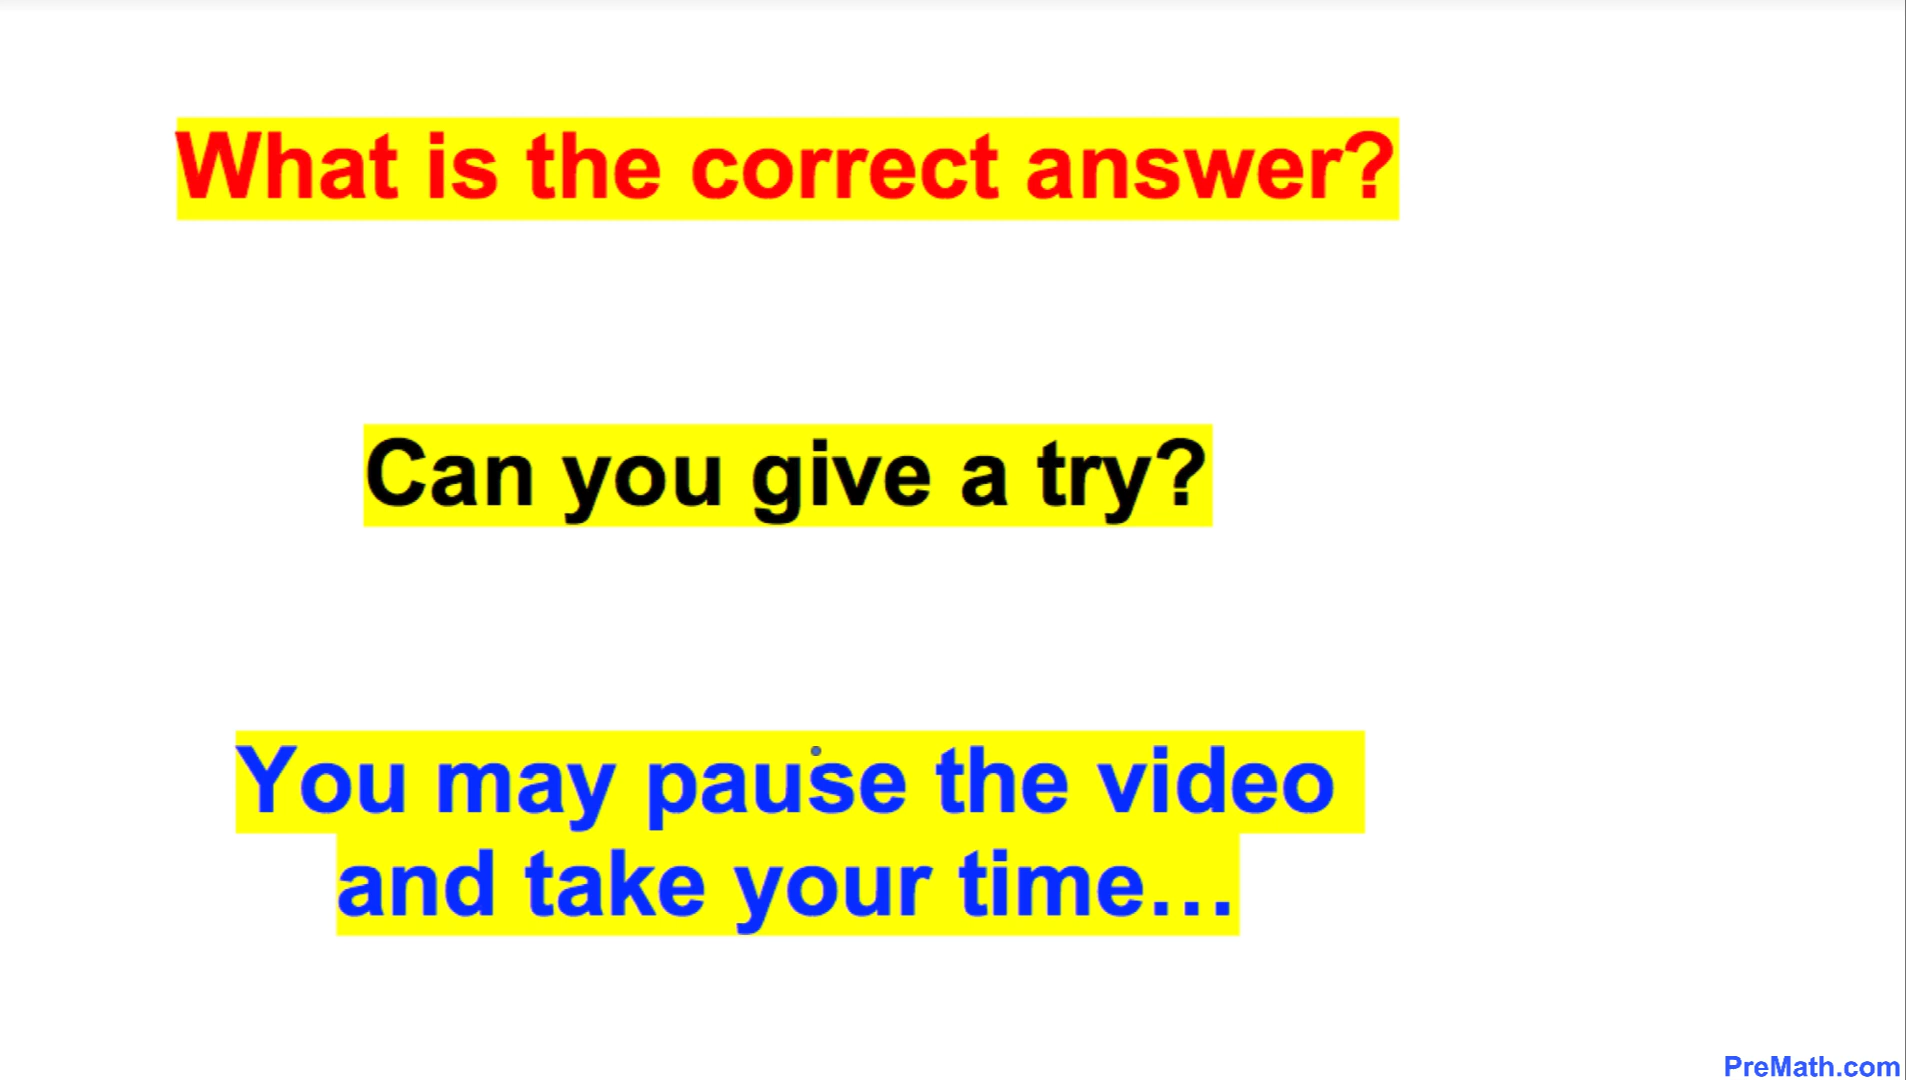 What is the correct answer?
Can you give a try?
You may pause the video
and take your time…
PreMath.com